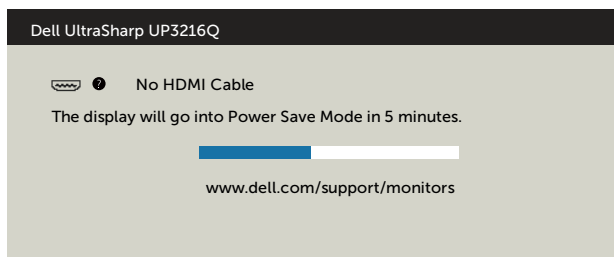 Dell UltraSharp UP3216Q
? No HDMI Cable
The display will go into Power Save Mode in 5 minutes.
www.dell.com/support/monitors